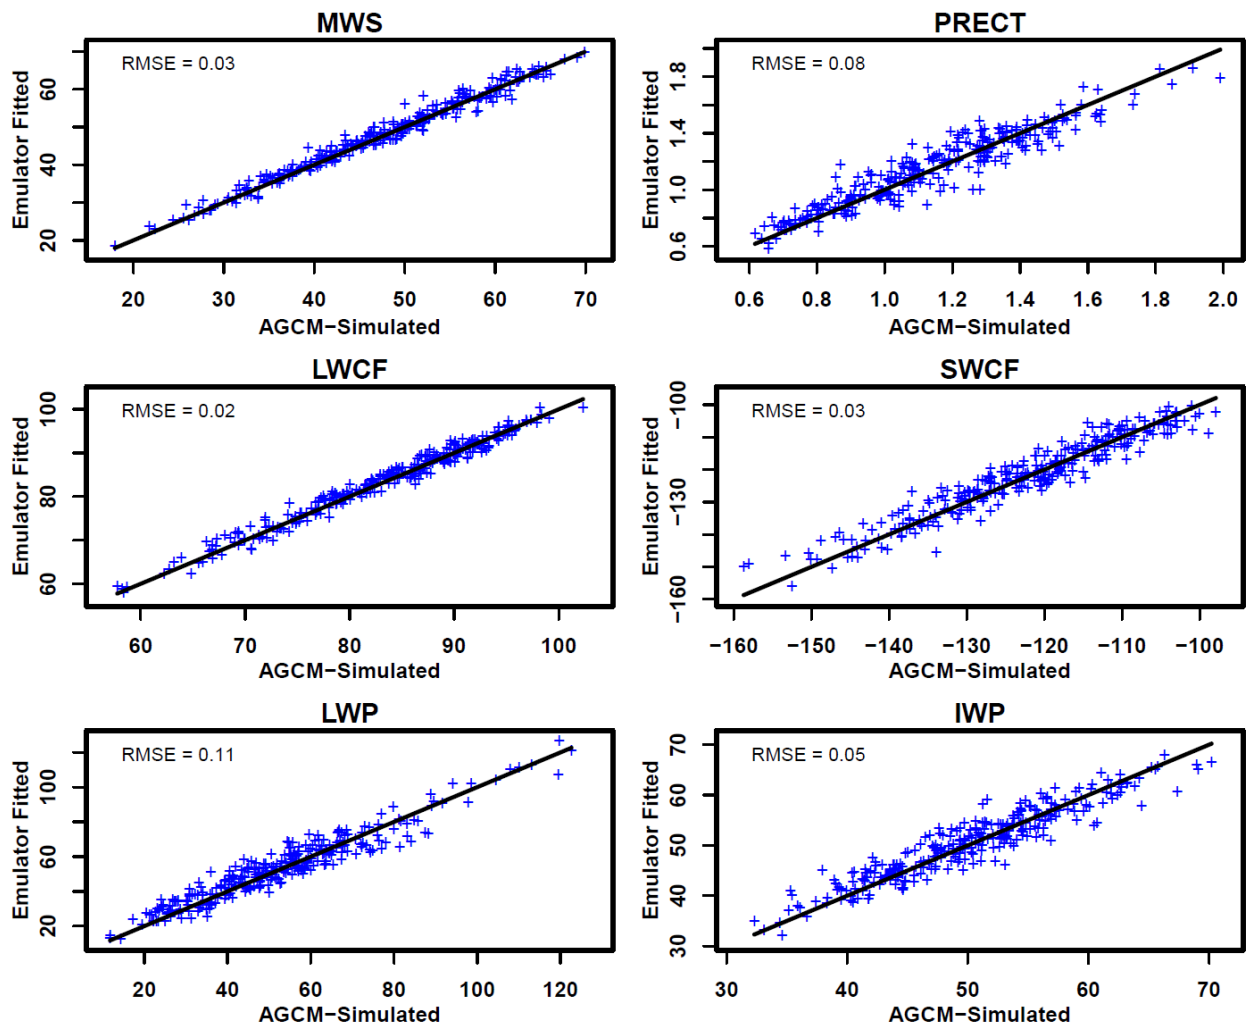 MWS
RMSE = 0.03
Emulator Fitted
20
40
60
20 30 40 50 60 70
AGCM−Simulated
PRECT
RMSE = 0.08
Emulator Fitted
0.6
1.0
1.4
1.8
0.6 0.8 1.0 1.2 1.4 1.6 1.8 2.0
AGCM−Simulated
LWCF
RMSE = 0.02
Emulator Fitted
60
80
100
60 70 80 90 100
AGCM−Simulated
SWCF
RMSE = 0.03
Emulator Fitted
−160
−130
−100
−160 −150 −140 −130 −120 −110 −100
AGCM−Simulated
LWP
RMSE = 0.11
Emulator Fitted
20
60
100
20 40 60 80 100 120
AGCM−Simulated
IWP
RMSE = 0.05
Emulator Fitted
30
40
50
60
70
30 40 50 60 70
AGCM−Simulated